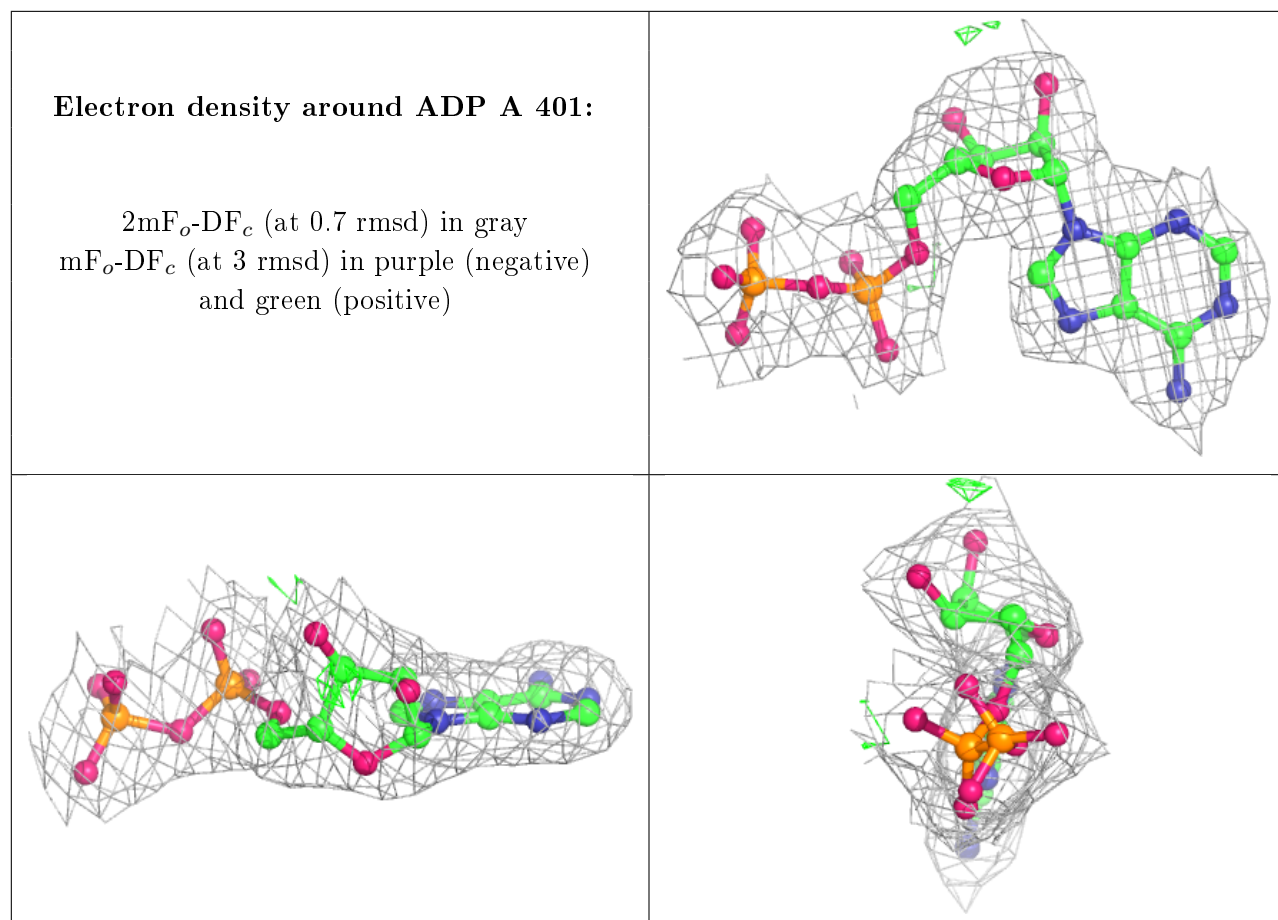 Electron density around ADP A 401:
2mFₒ-DF𝒸 (at 0.7 rmsd) in gray
mFₒ-DF𝒸 (at 3 rmsd) in purple (negative)
and green (positive)